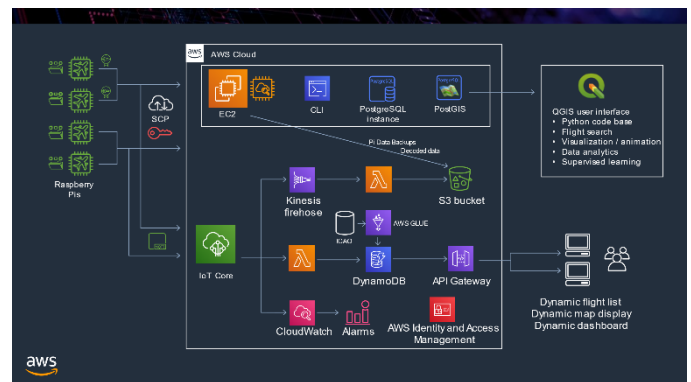 aws
AWS Cloud
EC2
CLI
PostgreSQL
instance
PostGIS
SCP
Raspberry
Pis
QGIS user interface
• Python code base
• Flight search
• Visualization / animation
• Data analytics
• Supervised learning
Pi Data Backups
Decoded data
Kinesis
firehose
S3 bucket
ICAO
AWS GLUE
IoT Core
DynamoDB
API Gateway
CloudWatch
Alarms
AWS Identity and Access
Management
Dynamic flight list
Dynamic map display
Dynamic dashboard
aws